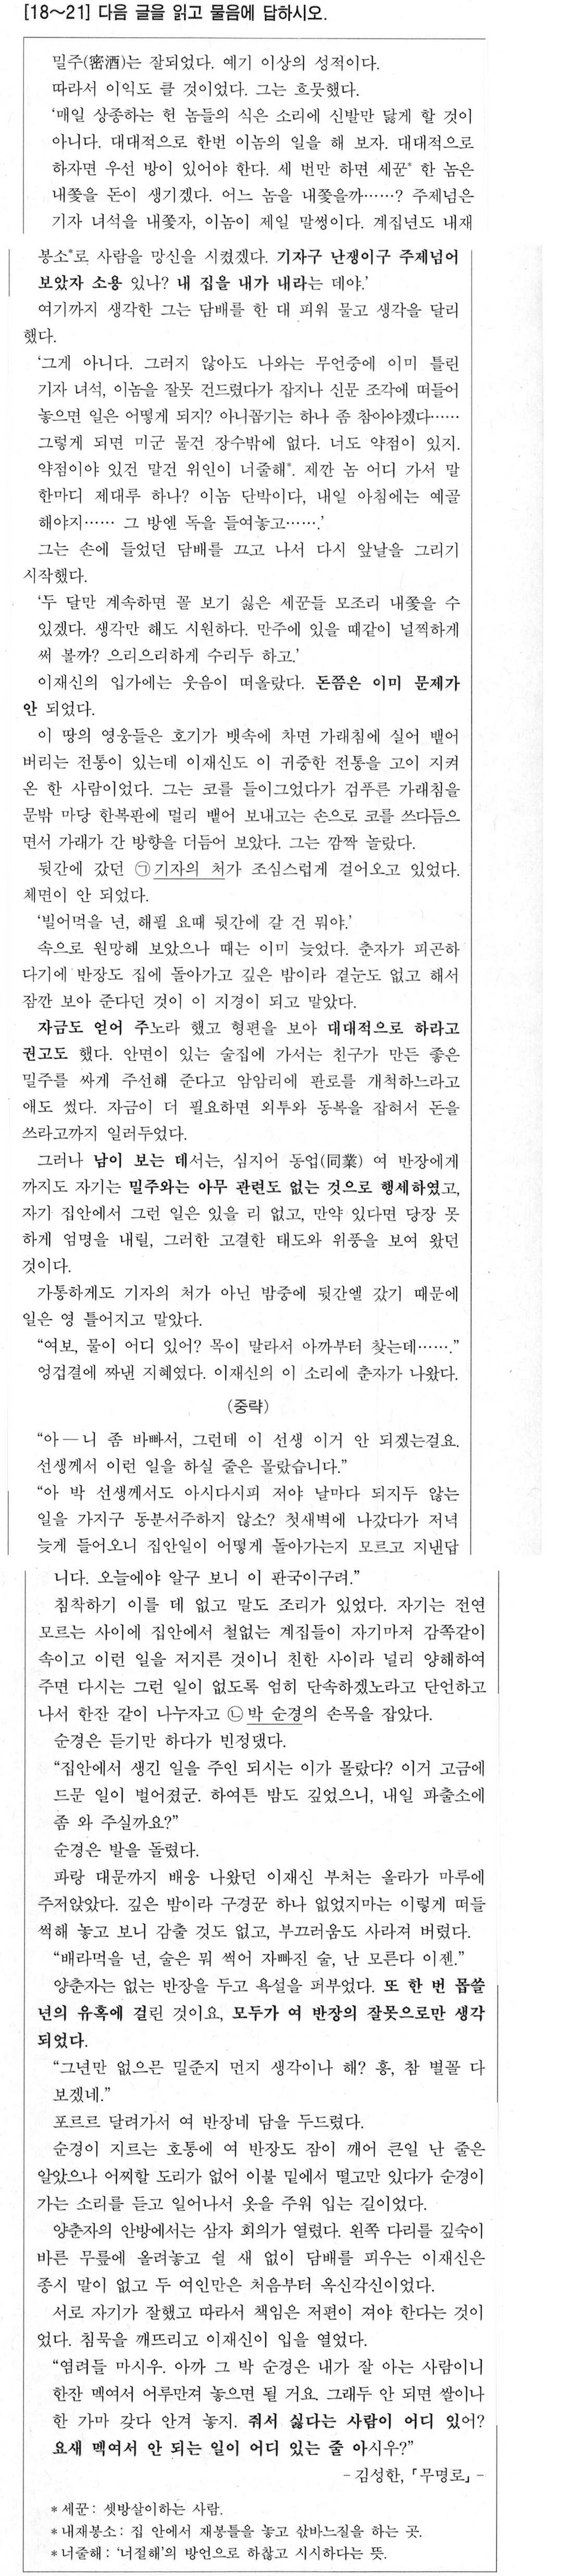 [18~21] 다음 글을 읽고 물음에 답하시오.
밀주(密酒)는 잘되었다. 예기 이상의 성적이다.
따라서 이익도 클 것이었다. 그는 흐뭇했다.
‘매일 상종하는 헌 놈들의 식은 소리에 신발만 닳게 할 것이
아니다. 대대적으로 한번 이놈의 일을 해 보자. 대대적으로
하자면 우선 방이 있어야 한다. 세 번만 하면 세꾼* 한 놈은
내쫓을 돈이 생기겠다. 어느 놈을 내쫓을까……? 주제넘은
기자 녀석을 내쫓자, 이놈이 제일 말썽이다. 계집년도 내재
봉소*로 사람을 망신을 시켰겠다. 기자구 난쟁이구 주제넘어
보았자 소용 있나? 내 집을 내가 내라는 데야.’
여기까지 생각한 그는 담배를 한 대 피워 물고 생각을 달리
했다.
‘그게 아니다. 그러지 않아도 나와는 무언중에 이미 틀린
기자 녀석, 이놈을 잘못 건드렸다가 잡지나 신문 조각에 떠들어
놓으면 일은 어떻게 되지? 아니꼽기는 하나 좀 참아야겠다……
그렇게 되면 미군 물건 장수밖에 없다. 너도 약점이 있지.
약점이야 있건 말건 위인이 너줄해*. 제깐 놈 어디 가서 말
한마디 제대루 하나? 이놈 단박이다, 내일 아침에는 예골
해야지…… 그 방엔 독을 들여놓고…….’
그는 손에 들었던 담배를 끄고 나서 다시 앞날을 그리기
시작했다.
‘두 달만 계속하면 꼴 보기 싫은 세꾼들 모조리 내쫓을 수
있겠다. 생각만 해도 시원하다. 만주에 있을 때같이 널찍하게
써 볼까? 으리으리하게 수리두 하고.’
이재신의 입가에는 웃음이 떠올랐다. 돈쯤은 이미 문제가
안 되었다.
이 땅의 영웅들은 호기가 뱃속에 차면 가래침에 실어 뱉어
버리는 전통이 있는데 이재신도 이 귀중한 전통을 고이 지켜
온 한 사람이었다. 그는 코를 들이그었다가 검푸른 가래침을
문밖 마당 한복판에 멀리 뱉어 보내고는 손으로 코를 쓰다듬으
면서 가래가 간 방향을 더듬어 보았다. 그는 깜짝 놀랐다.
뒷간에 갔던 ㉠기자의 처가 조심스럽게 걸어오고 있었다.
체면이 안 되었다.
‘빌어먹을 년, 해필 요때 뒷간에 갈 건 뭐야.’
속으로 원망해 보았으나 때는 이미 늦었다. 춘자가 피곤하
다기에 반장도 집에 돌아가고 깊은 밤이라 곁눈도 없고 해서
잠깐 보아 준다던 것이 이 지경이 되고 말았다.
자금도 얻어 주노라 했고 형편을 보아 대대적으로 하라고
권고도 했다. 안면이 있는 술집에 가서는 친구가 만든 좋은
밀주를 싸게 주선해 준다고 암암리에 판로를 개척하느라고
애도 썼다. 자금이 더 필요하면 외투와 동복을 잡혀서 돈을
쓰라고까지 일러두었다.
그러나 남이 보는 데서는, 심지어 동업(同業) 여 반장에게
까지도 자기는 밀주와는 아무 관련도 없는 것으로 행세하였고,
자기 집안에서 그런 일은 있을 리 없고, 만약 있다면 당장 못
하게 엄명을 내릴, 그러한 고결한 태도와 위풍을 보여 왔던
것이다.
가통하게도 기자의 처가 아닌 밤중에 뒷간엘 갔기 때문에
일은 영 틀어지고 말았다.
“여보, 물이 어디 있어? 목이 말라서 아까부터 찾는데…….”
엉겁결에 짜낸 지혜였다. 이재신의 이 소리에 춘자가 나왔다.
(중략)
“아―니 좀 바빠서, 그런데 이 선생 이거 안 되겠는걸요.
선생께서 이런 일을 하실 줄은 몰랐습니다.”
“아 박 선생께서도 아시다시피 저야 날마다 되지두 않는
일을 가지구 동분서주하지 않소? 첫새벽에 나갔다가 저녁
늦게 들어오니 집안일이 어떻게 돌아가는지 모르고 지낸답
니다. 오늘에야 알구 보니 이 판국이구려.”
침착하기 이를 데 없고 말도 조리가 있었다. 자기는 전연
모르는 사이에 집안에서 철없는 계집들이 자기마저 감쪽같이
속이고 이런 일을 저지른 것이니 친한 사이라 널리 양해하여
주면 다시는 그런 일이 없도록 엄히 단속하겠노라고 단언하고
나서 한잔 같이 나누자고 ㉡박 순경의 손목을 잡았다.
순경은 듣기만 하다가 빈정댔다.
“집안에서 생긴 일을 주인 되시는 이가 몰랐다? 이거 고금에
드문 일이 벌어졌군. 하여튼 밤도 깊었으니, 내일 파출소에
좀 와 주실까요?”
순경은 발을 돌렸다.
파랑 대문까지 배웅 나왔던 이재신 부처는 올라가 마루에
주저앉았다. 깊은 밤이라 구경꾼 하나 없었지마는 이렇게 떠들
썩해 놓고 보니 감출 것도 없고, 부끄러움도 사라져 버렸다.
“배라먹을 년, 술은 뭐 썩어 자빠진 술, 난 모른다 이젠.”
양춘자는 없는 반장을 두고 욕설을 퍼부었다. 또 한 번 몹쓸
년의 유혹에 걸린 것이요, 모두가 여 반장의 잘못으로만 생각
되었다.
“그년만 없으믄 밀준지 먼지 생각이나 해? 흥, 참 별꼴 다
보겠네.”
포르르 달려가서 여 반장네 담을 두드렸다.
순경이 지르는 호통에 여 반장도 잠이 깨어 큰일 난 줄은
알았으나 어찌할 도리가 없어 이불 밑에서 떨고만 있다가 순경이
가는 소리를 듣고 일어나서 옷을 주워 입는 길이었다.
양춘자의 안방에서는 삼자 회의가 열렸다. 왼쪽 다리를 깊숙이
바른 무릎에 올려놓고 쉴 새 없이 담배를 피우는 이재신은
종시 말이 없고 두 여인만은 처음부터 옥신각신이었다.
서로 자기가 잘했고 따라서 책임은 저편이 져야 한다는 것이
었다. 침묵을 깨뜨리고 이재신이 입을 열었다.
“염려들 마시우. 아까 그 박 순경은 내가 잘 아는 사람이니
한잔 멕여서 어루만져 놓으면 될 거요. 그래두 안 되면 쌀이나
한 가마 갖다 안겨 놓지. 줘서 싫다는 사람이 어디 있어?
요새 멕여서 안 되는 일이 어디 있는 줄 아시우?”
- 김성한, 「무명로」 -
* 세꾼 : 셋방살이하는 사람.
* 내재봉소 : 집 안에서 재봉틀을 놓고 삯바느질을 하는 곳.
* 너줄해 : ‘너절해’의 방언으로 하찮고 시시하다는 뜻.